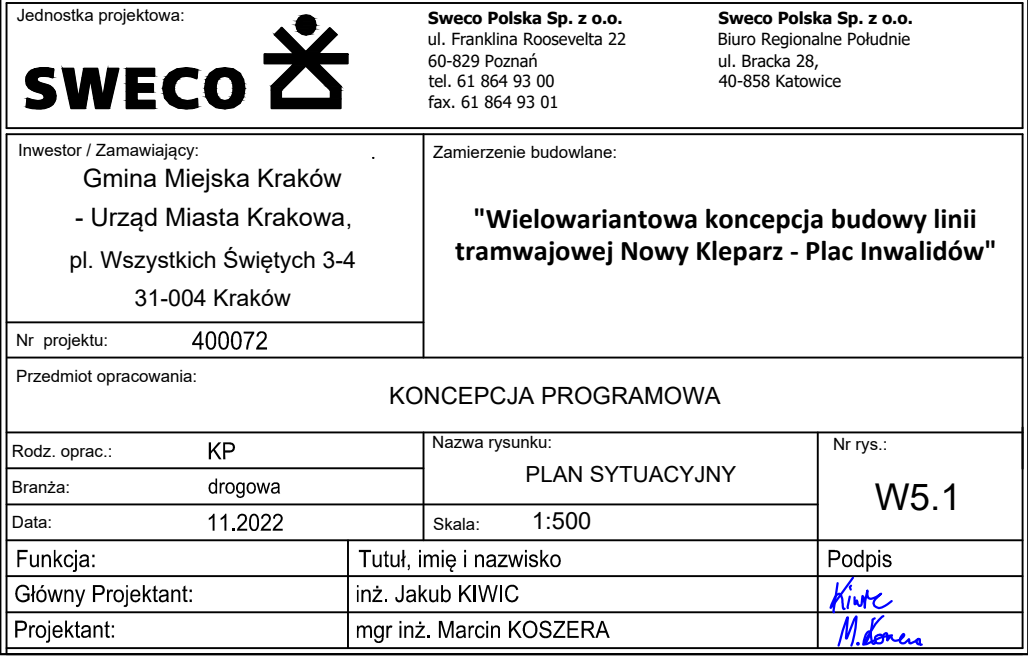 Jednostka projektowa:
SWECO
Sweco Polska Sp. z o.o.
ul. Franklina Roosevelta 22
60-829 Poznań
tel. 61 864 93 00
fax. 61 864 93 01
Sweco Polska Sp. z o.o.
Biuro Regionalne Południe
ul. Bracka 28,
40-858 Katowice
Inwestor / Zamawiający:
Gmina Miejska Kraków
- Urząd Miasta Krakowa,
pl. Wszystkich Świętych 3-4
31-004 Kraków
Zamierzenie budowlane:
"Wielowariantowa koncepcja budowy linii
tramwajowej Nowy Kleparz - Plac Inwalidów"
Nr projektu: 400072
Przedmiot opracowania:
KONCEPCJA PROGRAMOWA
Rodz. oprac.: KP
Branża: drogowa
Data: 11.2022
Nazwa rysunku:
PLAN SYTUACYJNY
Skala: 1:500
Nr rys.:
W5.1
Funkcja: Tutuł, imię i nazwisko Podpis
Główny Projektant: inż. Jakub KIWIC Kiwic
Projektant: mgr inż. Marcin KOSZERA M.